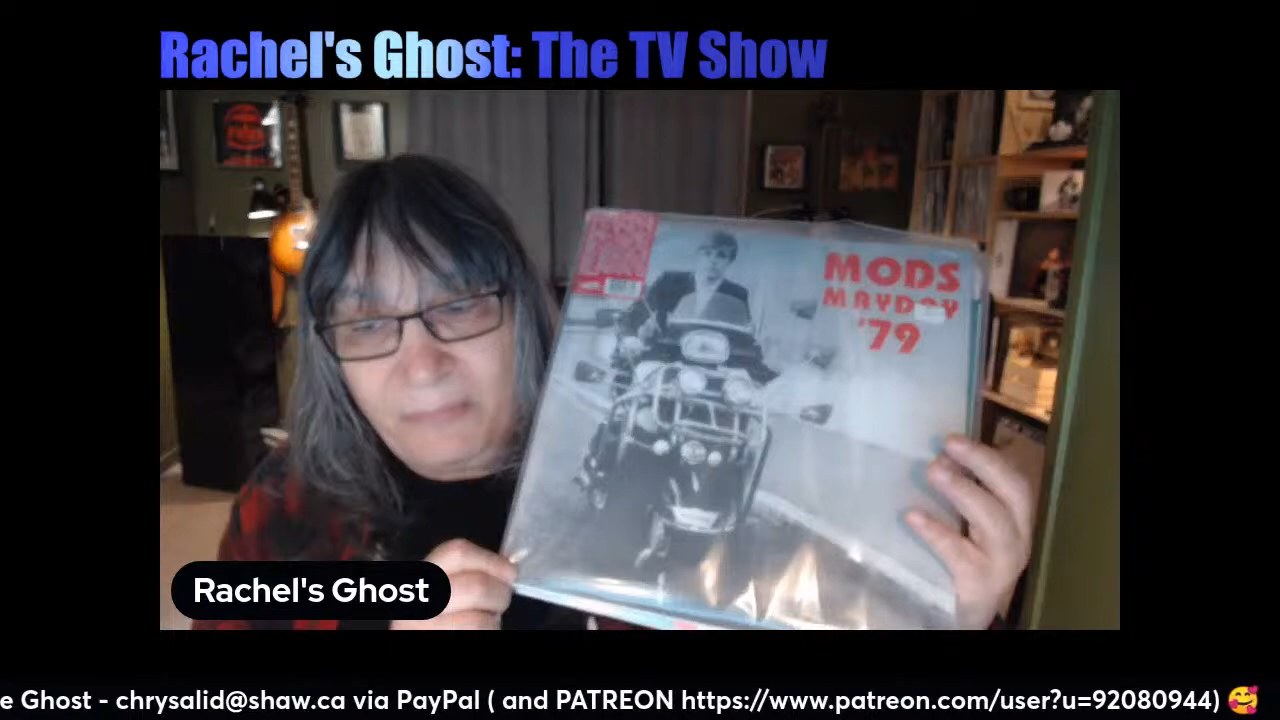 Rachel's Ghost: The TV Show
MODS
MAYDAY
'79
Rachel's Ghost
e Ghost - chrysalid@shaw.ca via PayPal ( and PATREON https://www.patreon.com/user?u=92080944) 🥰